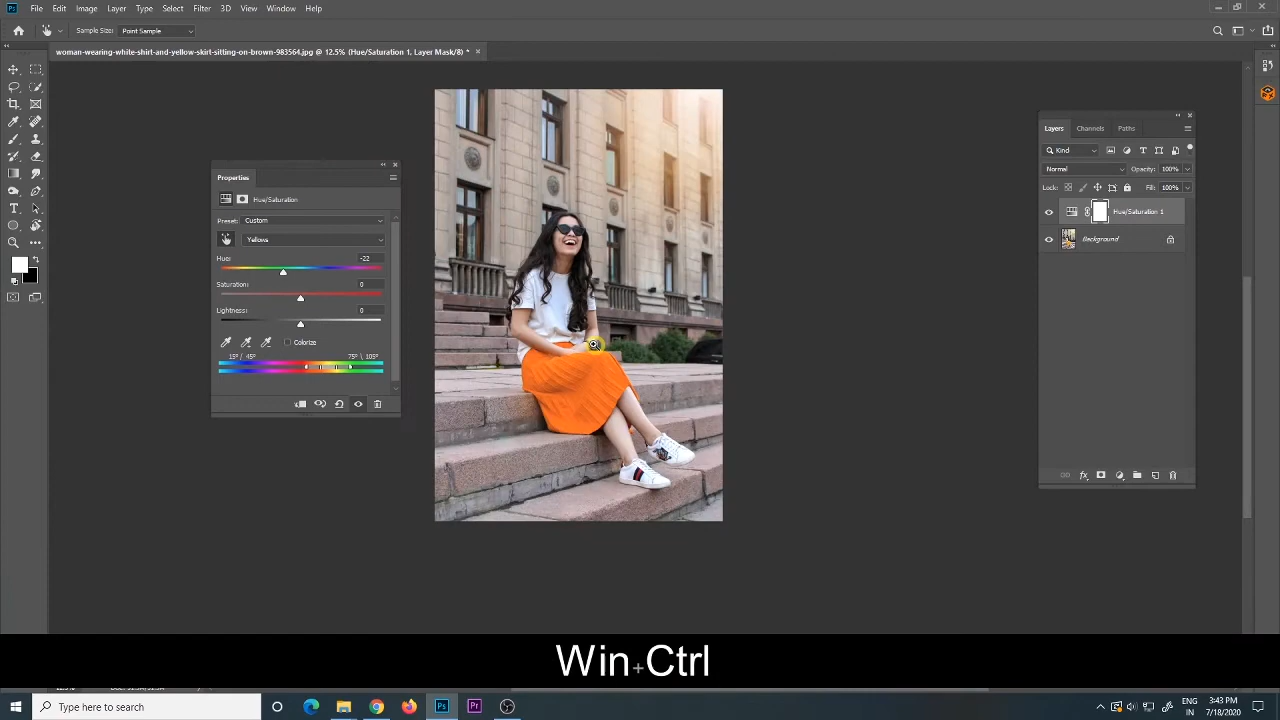 File Edit Image Layer Type Select Filter 3D View Window Help
Sample Size: Point Sample
woman-wearing-white-shirt-and-yellow-skirt-sitting-on-brown-983564.jpg @ 12.5% (Hue/Saturation 1, Layer Mask/8) *
Properties
Hue/Saturation
Preset: Custom
Yellows
Hue: -22
Saturation: 0
Lightness: 0
Colorize
15°/ 45° 75°\ 105°
Layers Channels Paths
Kind
Normal Opacity: 100%
Lock: Fill: 100%
Hue/Saturation 1
Background
Win+Ctrl
Type here to search
Ps Pr
ENG
IN
3:43 PM
7/18/2020